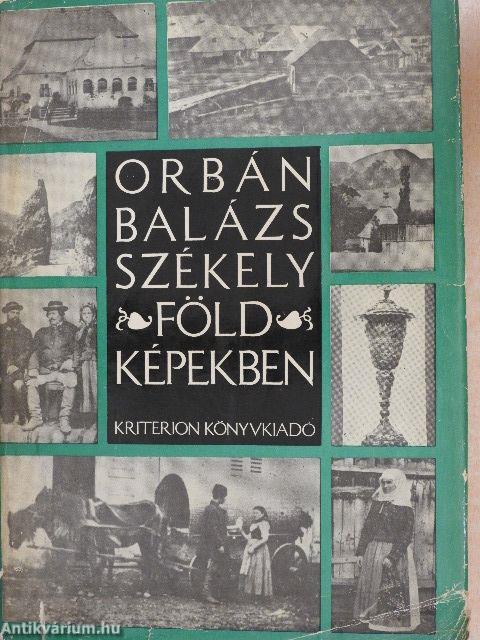 ORBÁN
BALÁZS
SZÉKELY
FÖLD
KÉPEKBEN
KRITERION KÖNYVKIADÓ
Antikvárium.hu